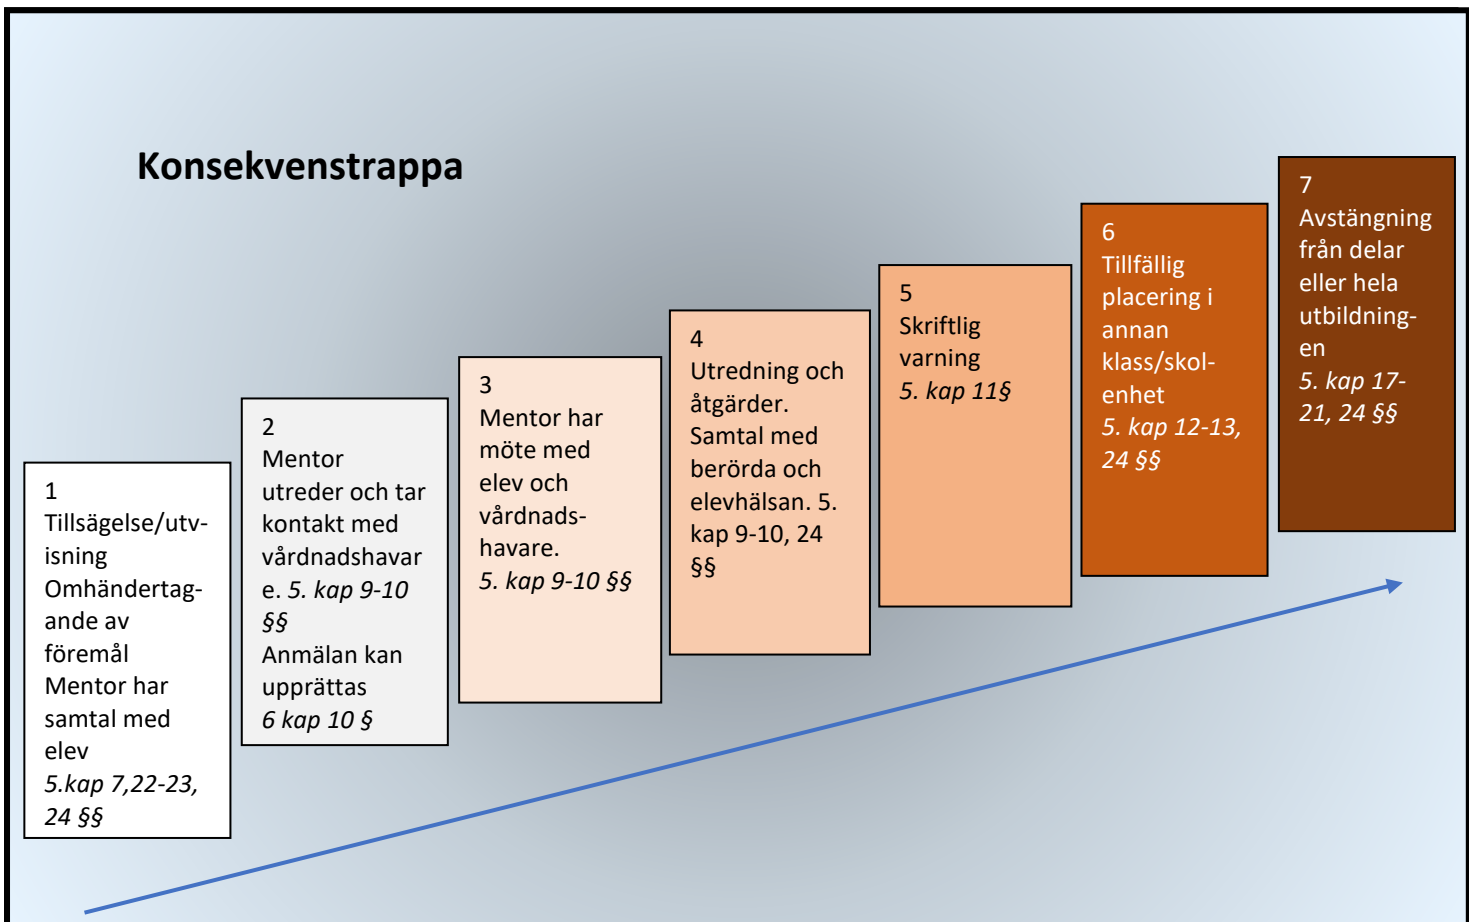 Konsekvenstrappa
1
Tillsägelse/utv-
isning
Omhändertag-
ande av
föremål
Mentor har
samtal med
elev
5.kap 7,22-23,
24 §§
2
Mentor
utreder och tar
kontakt med
vårdnadshavar
e. 5. kap 9-10
§§
Anmälan kan
upprättas
6 kap 10 §
3
Mentor har
möte med
elev och
vårdnads-
havare.
5. kap 9-10 §§
4
Utredning och
åtgärder.
Samtal med
berörda och
elevhälsan. 5.
kap 9-10, 24
§§
5
Skriftlig
varning
5. kap 11§
6
Tillfällig
placering i
annan
klass/skol-
enhet
5. kap 12-13,
24 §§
7
Avstängning
från delar
eller hela
utbildning-
en
5. kap 17-
21, 24 §§